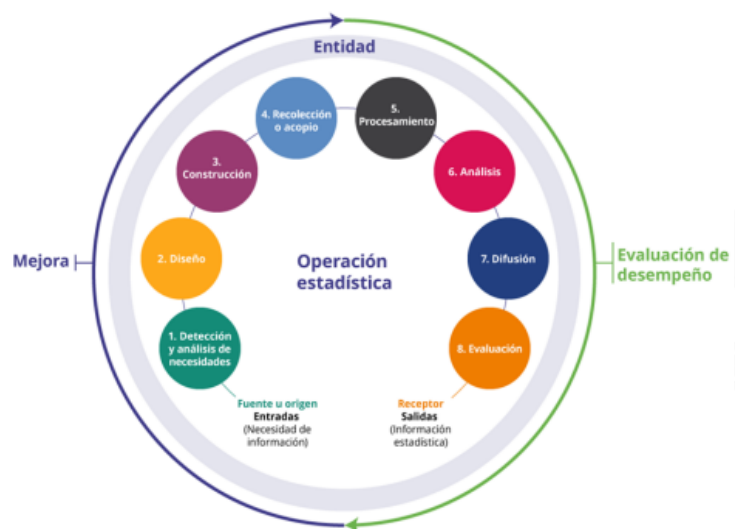 Entidad
4. Recolección
o acopio
5.
Procesamiento
3.
Construcción
6. Análisis
2. Diseño
Operación
estadística
7. Difusión
Mejora
Evaluación de
desempeño
1. Detección
y análisis de
necesidades
8. Evaluación
Fuente u origen
Entradas
(Necesidad de
información)
Receptor
Salidas
(Información
estadística)